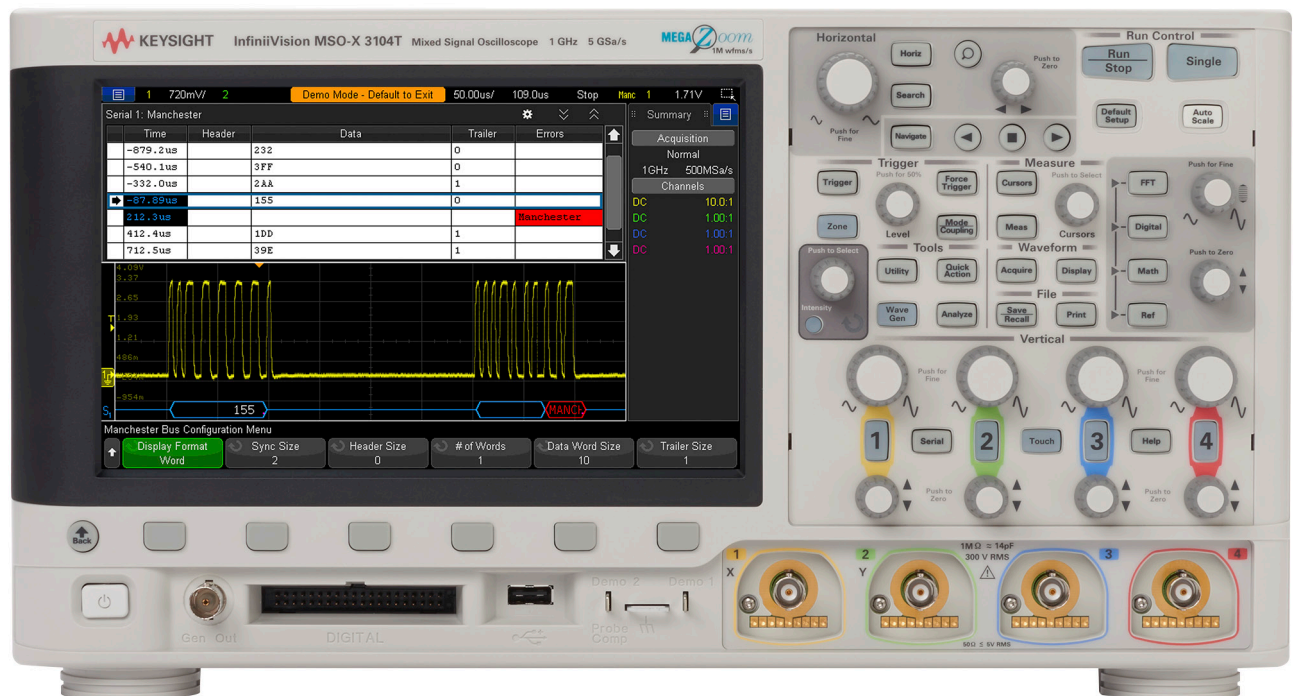 KEYSIGHT InfiniiVision MSO-X 3104T Mixed Signal Oscilloscope 1 GHz 5 GSa/s
MEGA Zoom
1M wfms/s
1 720mV/ 2 Demo Mode - Default to Exit 50.00us/ 109.0us Stop Manc 1 1.71V
Serial 1: Manchester
Time Header Data Trailer Errors
-879.2us 232 0
-540.1us 3FF 0
-332.0us 2AA 1
-87.89us 155 0
212.3us Manchester
412.4us 1DD 1
712.5us 39E 1
Summary
Acquisition
Normal
1GHz 500MSa/s
Channels
DC 10.0:1
DC 1.00:1
DC 1.00:1
DC 1.00:1
4.09V
3.37
2.65
T 1.93
1.21
486m
-954m
S1 155 MANC
Manchester Bus Configuration Menu
Display Format Sync Size Header Size # of Words Data Word Size Trailer Size
Word 2 0 1 10 1
Back
Gen Out
DIGITAL
Demo 2 Demo 1
Probe
Comp
Horizontal
Horiz
Search
Navigate
Push for
Fine
Push to
Zero
Run Control
Run
Stop
Single
Default
Setup
Auto
Scale
Trigger
Push for 50%
Trigger
Force
Trigger
Zone
Mode
Coupling
Level
Measure
Push to Select
Cursors
Meas
Cursors
Tools
Utility
Quick
Action
Wave
Gen
Analyze
Waveform
Acquire
Display
File
Save
Recall
Print
Push to Select
Intensity
Push for Fine
FFT
Digital
Push to Zero
Math
Ref
Vertical
Push for
Fine
Push for
Fine
1 Serial 2 Touch 3 Help 4
Push to
Zero
Push to
Zero
1 X
2 Y
1MΩ = 14pF
300 V RMS
3
4
50Ω ≤ 5V RMS